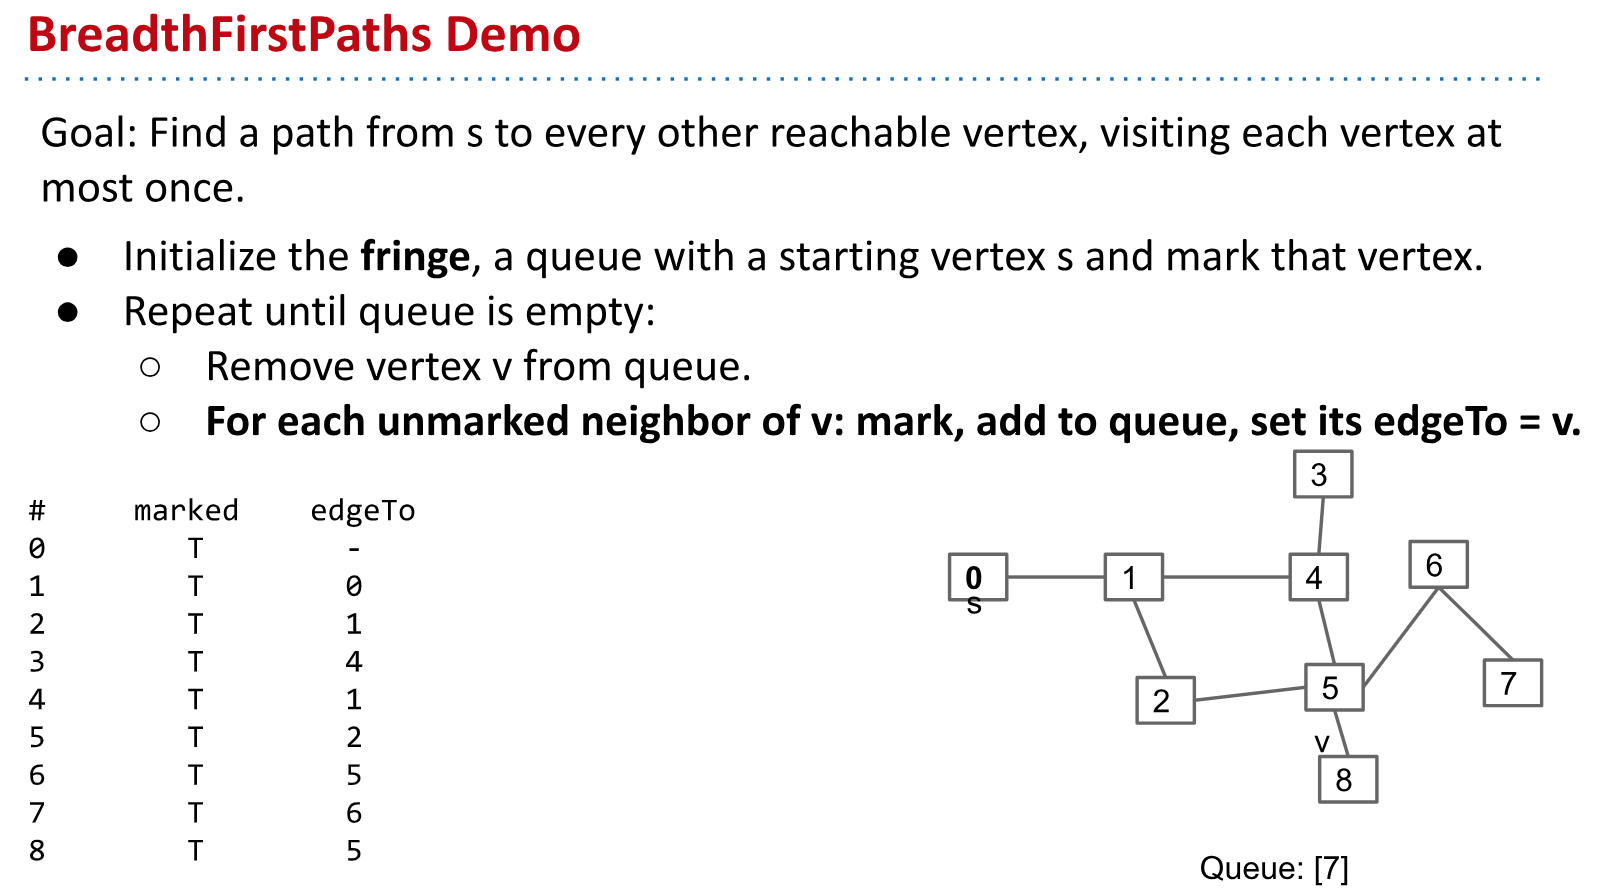 BreadthFirstPaths Demo
Goal: Find a path from s to every other reachable vertex, visiting each vertex at
most once.
● Initialize the fringe, a queue with a starting vertex s and mark that vertex.
● Repeat until queue is empty:
○ Remove vertex v from queue.
○ For each unmarked neighbor of v: mark, add to queue, set its edgeTo = v.
# marked edgeTo
0 T -
1 T 0
2 T 1
3 T 4
4 T 1
5 T 2
6 T 5
7 T 6
8 T 5
3
6
0 1 4
s
5 7
2
v
8
Queue: [7]